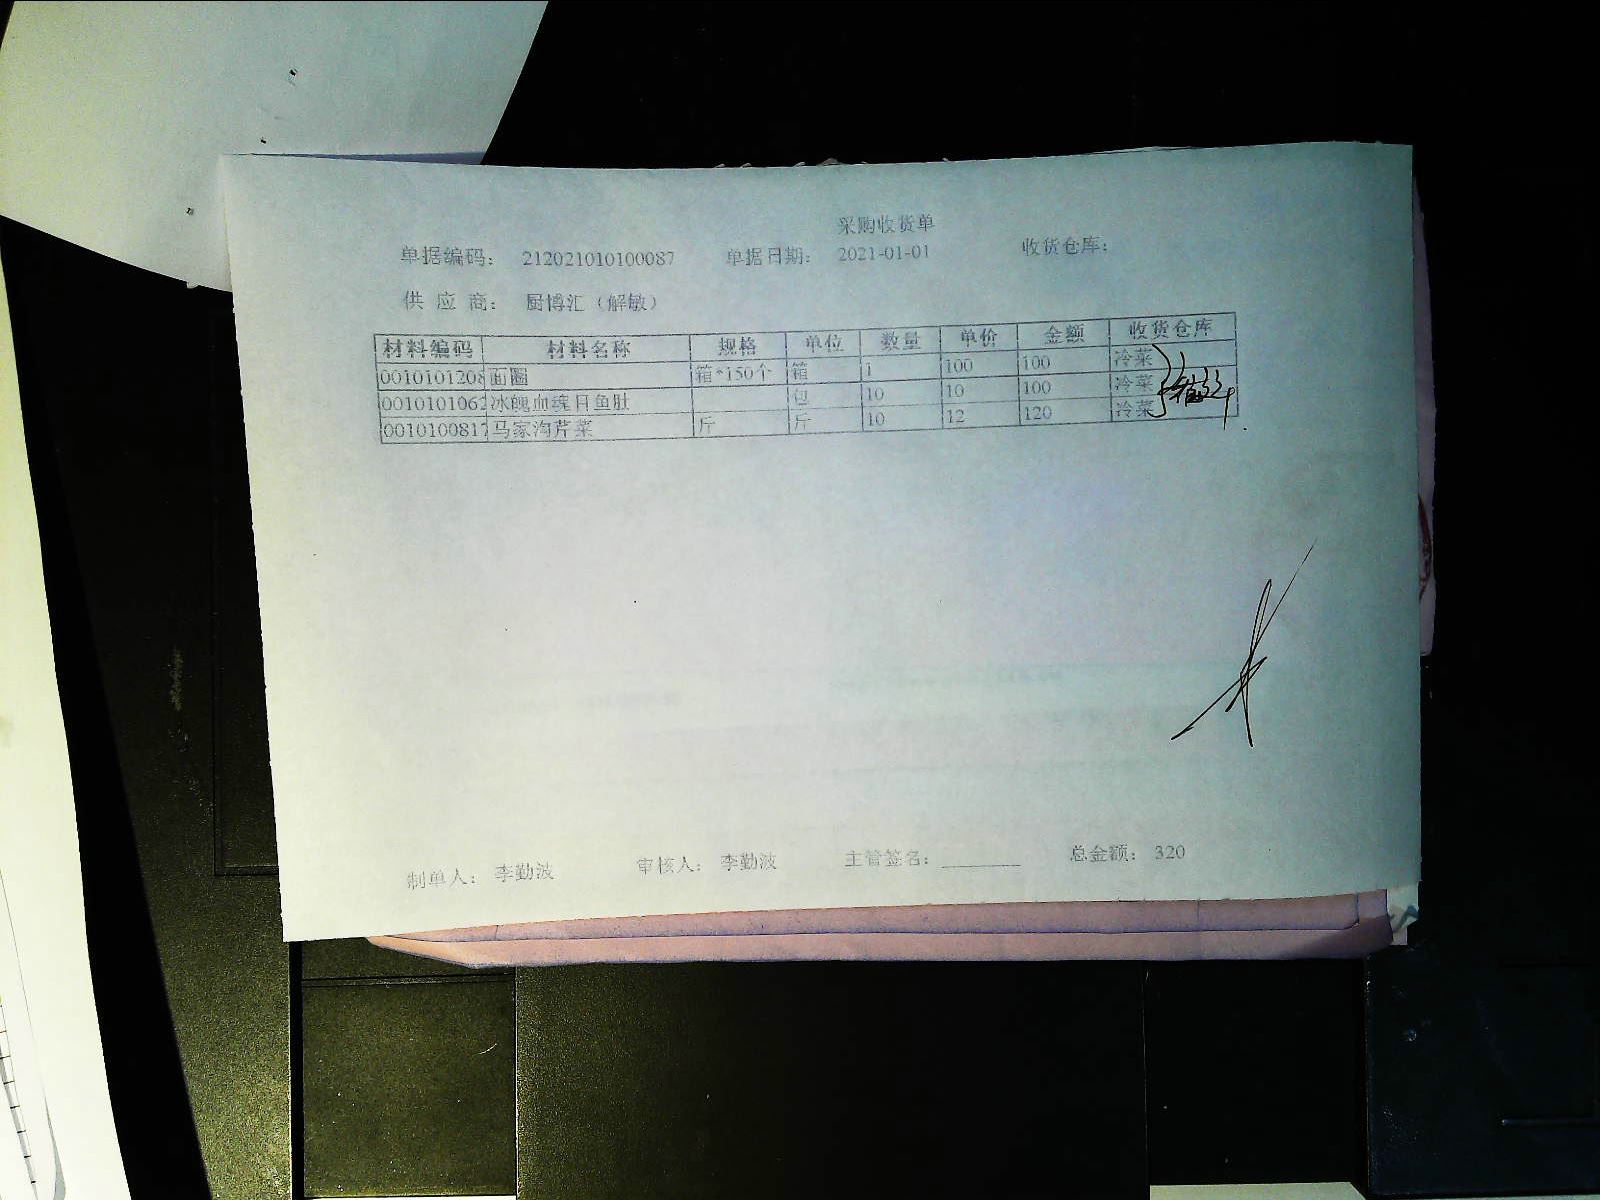 采购收货单
单据编码： 212021010100087 单据日期： 2021-01-01 收货仓库：
供 应 商： 厨博汇（解敏）
材料编码 材料名称 规格 单位 数量 单价 金额 收货仓库
0010101208 面圈 箱*150个 箱 1 100 100 冷菜
0010101062 冰魄血魂目鱼肚 包 10 10 100 冷菜
0010100817 马家沟芹菜 斤 斤 10 12 120 冷菜
制单人： 李勤波 审核人： 李勤波 主管签名： 总金额： 320